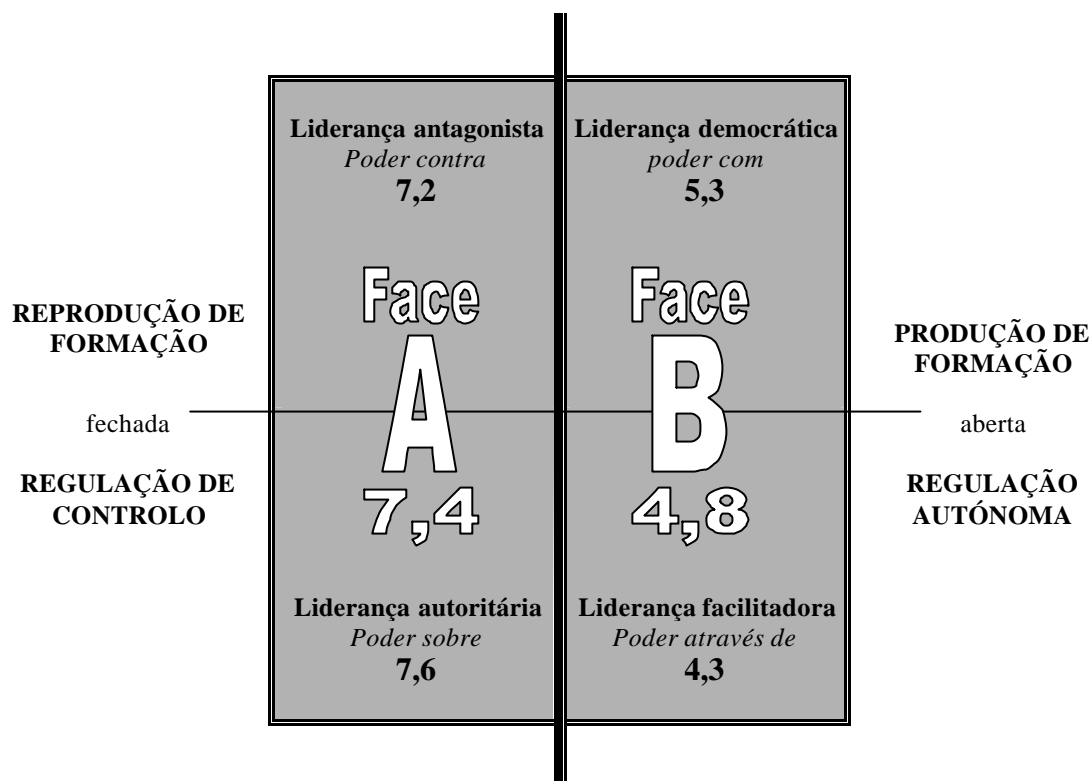 Liderança antagonista
Poder contra
7,2
Liderança democrática
poder com
5,3
REPRODUÇÃO DE
FORMAÇÃO
fechada
REGULAÇÃO DE
CONTROLO
Face
A
7,4
Face
B
4,8
PRODUÇÃO DE
FORMAÇÃO
aberta
REGULAÇÃO
AUTÓNOMA
Liderança autoritária
Poder sobre
7,6
Liderança facilitadora
Poder através de
4,3